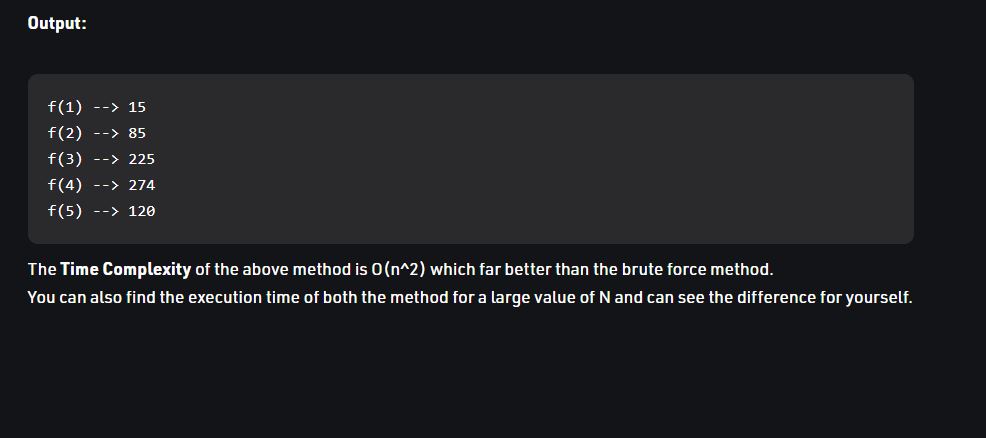 Output:
f(1) --> 15
f(2) --> 85
f(3) --> 225
f(4) --> 274
f(5) --> 120
The Time Complexity of the above method is O(n^2) which far better than the brute force method.
You can also find the execution time of both the method for a large value of N and can see the difference for yourself.